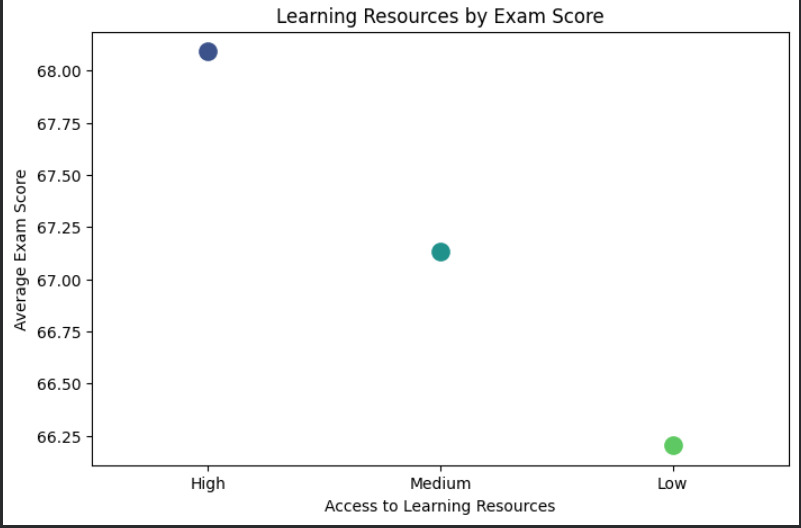 Learning Resources by Exam Score
68.00
67.75
67.50
67.25
67.00
66.75
66.50
66.25
Average Exam Score
High Medium Low
Access to Learning Resources